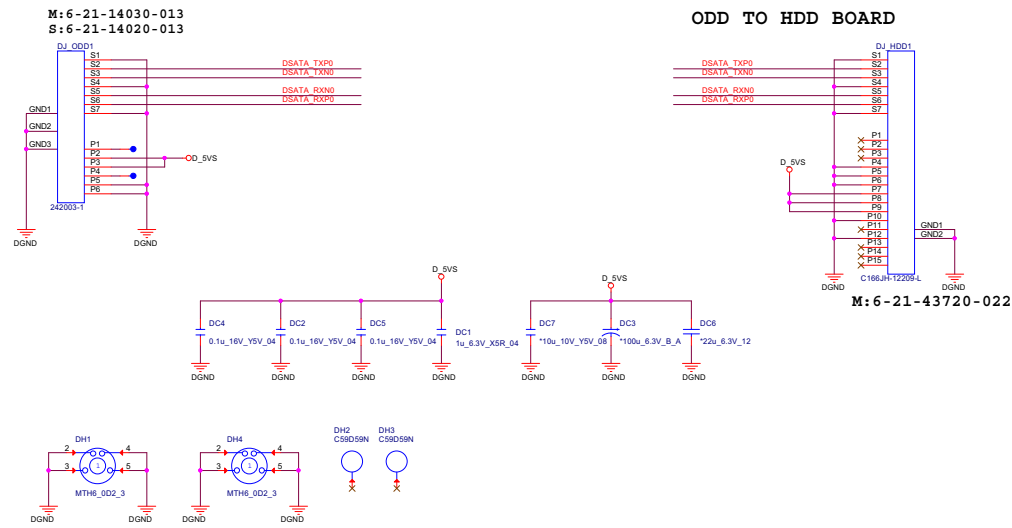 M:6-21-14030-013
S:6-21-14020-013
ODD TO HDD BOARD
DJ_ODD1
S1
S2
S3
S4
S5
S6
S7
DSATA_TXP0
DSATA_TXN0
DSATA_RXN0
DSATA_RXP0
GND1
GND2
GND3
P1
P2
P3
P4
P5
P6
D_5VS
242003-1
DGND
DGND
DJ_HDD1
DSATA_TXP0
DSATA_TXN0
DSATA_RXN0
DSATA_RXP0
S1
S2
S3
S4
S5
S6
S7
D_5VS
P1
P2
P3
P4
P5
P6
P7
P8
P9
P10
P11
P12
P13
P14
P15
GND1
GND2
C166JH-12209-L
DGND
DGND
M:6-21-43720-022
D_5VS
DC4
0.1u_16V_Y5V_04
DC2
0.1u_16V_Y5V_04
DC5
0.1u_16V_Y5V_04
DC1
1u_6.3V_X5R_04
DGND
DGND
DGND
DGND
D_5VS
DC7
*10u_10V_Y5V_08
DC3
*100u_6.3V_B_A
DC6
*22u_6.3V_12
DGND
DGND
DGND
DH1
2
3
4
5
1
MTH6_0D2_3
DGND
DGND
DH4
2
3
4
5
1
MTH6_0D2_3
DGND
DGND
DH2
C59D59N
DH3
C59D59N